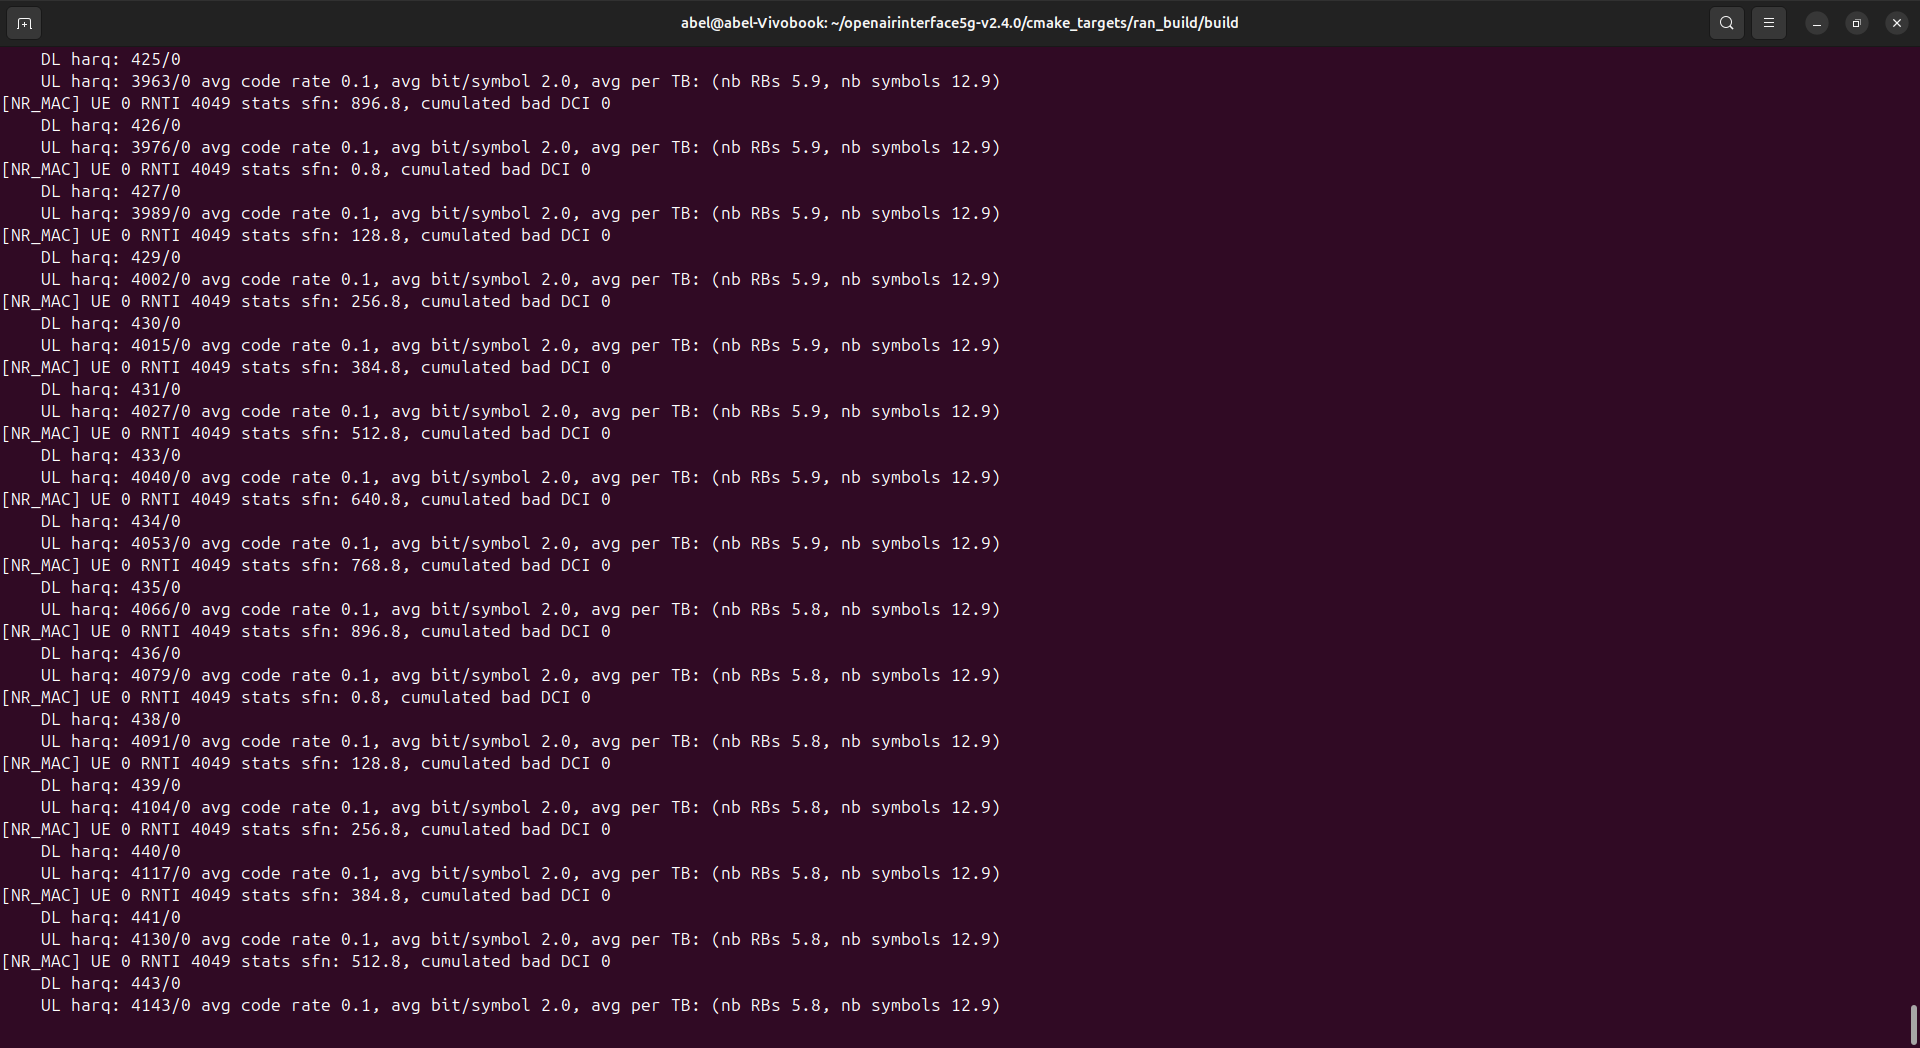 abel@abel-Vivobook: ~/openairinterface5g-v2.4.0/cmake_targets/ran_build/build
DL harq: 425/0
UL harq: 3963/0 avg code rate 0.1, avg bit/symbol 2.0, avg per TB: (nb RBs 5.9, nb symbols 12.9)
[NR_MAC] UE 0 RNTI 4049 stats sfn: 896.8, cumulated bad DCI 0
DL harq: 426/0
UL harq: 3976/0 avg code rate 0.1, avg bit/symbol 2.0, avg per TB: (nb RBs 5.9, nb symbols 12.9)
[NR_MAC] UE 0 RNTI 4049 stats sfn: 0.8, cumulated bad DCI 0
DL harq: 427/0
UL harq: 3989/0 avg code rate 0.1, avg bit/symbol 2.0, avg per TB: (nb RBs 5.9, nb symbols 12.9)
[NR_MAC] UE 0 RNTI 4049 stats sfn: 128.8, cumulated bad DCI 0
DL harq: 429/0
UL harq: 4002/0 avg code rate 0.1, avg bit/symbol 2.0, avg per TB: (nb RBs 5.9, nb symbols 12.9)
[NR_MAC] UE 0 RNTI 4049 stats sfn: 256.8, cumulated bad DCI 0
DL harq: 430/0
UL harq: 4015/0 avg code rate 0.1, avg bit/symbol 2.0, avg per TB: (nb RBs 5.9, nb symbols 12.9)
[NR_MAC] UE 0 RNTI 4049 stats sfn: 384.8, cumulated bad DCI 0
DL harq: 431/0
UL harq: 4027/0 avg code rate 0.1, avg bit/symbol 2.0, avg per TB: (nb RBs 5.9, nb symbols 12.9)
[NR_MAC] UE 0 RNTI 4049 stats sfn: 512.8, cumulated bad DCI 0
DL harq: 433/0
UL harq: 4040/0 avg code rate 0.1, avg bit/symbol 2.0, avg per TB: (nb RBs 5.9, nb symbols 12.9)
[NR_MAC] UE 0 RNTI 4049 stats sfn: 640.8, cumulated bad DCI 0
DL harq: 434/0
UL harq: 4053/0 avg code rate 0.1, avg bit/symbol 2.0, avg per TB: (nb RBs 5.9, nb symbols 12.9)
[NR_MAC] UE 0 RNTI 4049 stats sfn: 768.8, cumulated bad DCI 0
DL harq: 435/0
UL harq: 4066/0 avg code rate 0.1, avg bit/symbol 2.0, avg per TB: (nb RBs 5.8, nb symbols 12.9)
[NR_MAC] UE 0 RNTI 4049 stats sfn: 896.8, cumulated bad DCI 0
DL harq: 436/0
UL harq: 4079/0 avg code rate 0.1, avg bit/symbol 2.0, avg per TB: (nb RBs 5.8, nb symbols 12.9)
[NR_MAC] UE 0 RNTI 4049 stats sfn: 0.8, cumulated bad DCI 0
DL harq: 438/0
UL harq: 4091/0 avg code rate 0.1, avg bit/symbol 2.0, avg per TB: (nb RBs 5.8, nb symbols 12.9)
[NR_MAC] UE 0 RNTI 4049 stats sfn: 128.8, cumulated bad DCI 0
DL harq: 439/0
UL harq: 4104/0 avg code rate 0.1, avg bit/symbol 2.0, avg per TB: (nb RBs 5.8, nb symbols 12.9)
[NR_MAC] UE 0 RNTI 4049 stats sfn: 256.8, cumulated bad DCI 0
DL harq: 440/0
UL harq: 4117/0 avg code rate 0.1, avg bit/symbol 2.0, avg per TB: (nb RBs 5.8, nb symbols 12.9)
[NR_MAC] UE 0 RNTI 4049 stats sfn: 384.8, cumulated bad DCI 0
DL harq: 441/0
UL harq: 4130/0 avg code rate 0.1, avg bit/symbol 2.0, avg per TB: (nb RBs 5.8, nb symbols 12.9)
[NR_MAC] UE 0 RNTI 4049 stats sfn: 512.8, cumulated bad DCI 0
DL harq: 443/0
UL harq: 4143/0 avg code rate 0.1, avg bit/symbol 2.0, avg per TB: (nb RBs 5.8, nb symbols 12.9)